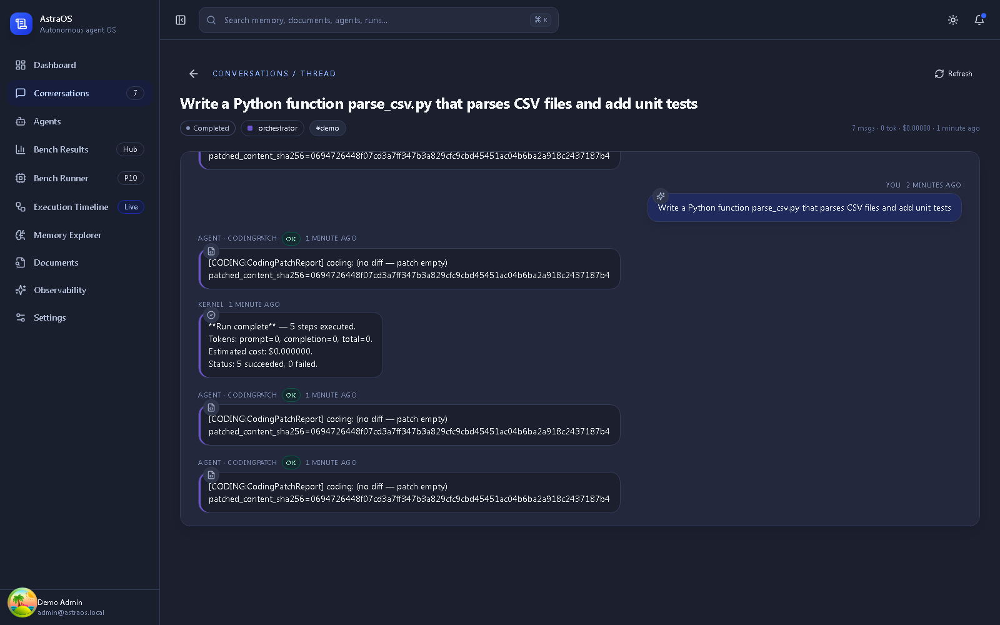 AstraOS
Autonomous agent OS
Search memory, documents, agents, runs...
⌘ K
Dashboard
Conversations 7
Agents
Bench Results Hub
Bench Runner P10
Execution Timeline Live
Memory Explorer
Documents
Observability
Settings
Demo Admin
admin@astraos.local
CONVERSATIONS / THREAD
Refresh
Write a Python function parse_csv.py that parses CSV files and add unit tests
Completed orchestrator #demo
7 msgs · 0 tok · $0.00000 · 1 minute ago
patched_content_sha256=0694726448f07cd3a7ff347b3a829cfc9cbd45451ac04b6ba2a918c2437187b4
YOU 2 MINUTES AGO
Write a Python function parse_csv.py that parses CSV files and add unit tests
AGENT · CODINGPATCH OK 1 MINUTE AGO
[CODING:CodingPatchReport] coding: (no diff — patch empty)
patched_content_sha256=0694726448f07cd3a7ff347b3a829cfc9cbd45451ac04b6ba2a918c2437187b4
KERNEL 1 MINUTE AGO
**Run complete** — 5 steps executed.
Tokens: prompt=0, completion=0, total=0.
Estimated cost: $0.000000.
Status: 5 succeeded, 0 failed.
AGENT · CODINGPATCH OK 1 MINUTE AGO
[CODING:CodingPatchReport] coding: (no diff — patch empty)
patched_content_sha256=0694726448f07cd3a7ff347b3a829cfc9cbd45451ac04b6ba2a918c2437187b4
AGENT · CODINGPATCH OK 1 MINUTE AGO
[CODING:CodingPatchReport] coding: (no diff — patch empty)
patched_content_sha256=0694726448f07cd3a7ff347b3a829cfc9cbd45451ac04b6ba2a918c2437187b4